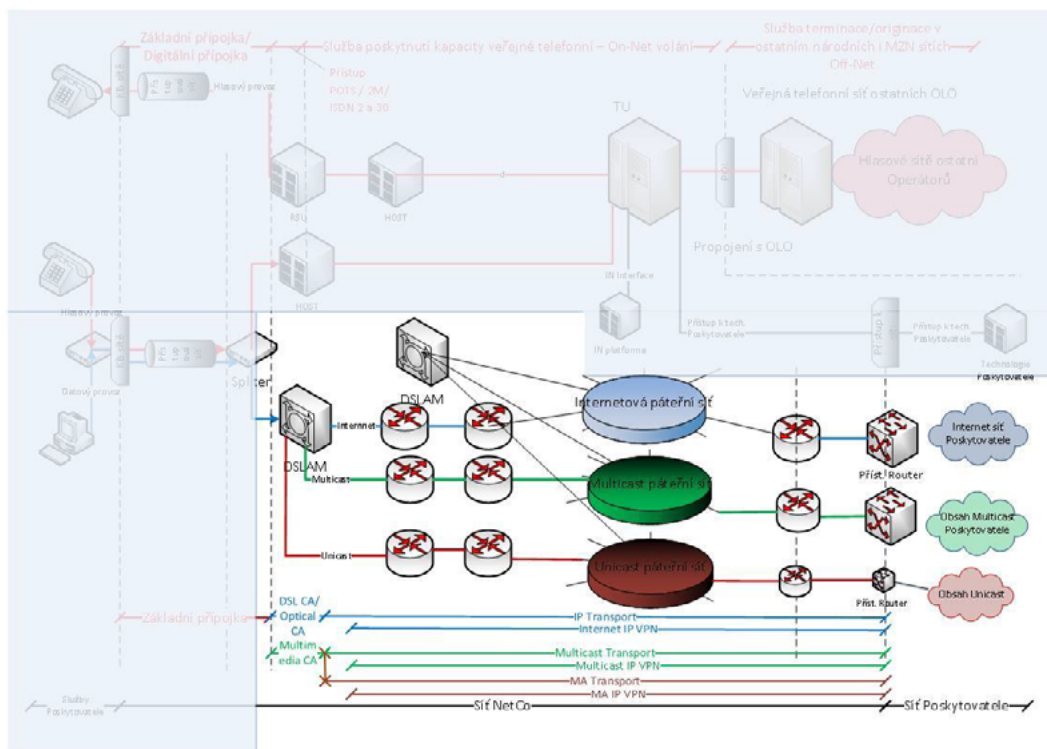 Základní přípojka/
Digitální přípojka
Služba poskytnutí kapacity veřejné telefonní – On-Net volání
Služba terminace/originace v
ostatním národních i MZN sítích
Off-Net
Přístup
POTS / 2M/
ISDN 2 a 30
Hlasový provoz
TU
Veřejná telefonní síť ostatních OLO
Hlasové sítě ostatní
Operátorů
RSU
HOST
HOST
Propojení s OLO
IN Interface
IN platforma
Přístup k tech.
Poskytovatele
Přístup k
Přístup k tech.
Poskytovatele
Technologie
Poskytovatele
Hlasový provoz
Datový provoz
Spliter
DSLAM
DSLAM
Internnet
Multicast
Unicast
Internetová páteřní síť
Multicast páteřní síť
Unicast páteřní síť
Příst. Router
Příst. Router
Internet síť
Poskytovatele
Obsah Multicast
Poskytovatele
Obsah Unicast
Základní přípojka
DSL CA/
Optical
CA
Multim
edia CA
IP Transport
Internet IP VPN
Multicast Transport
Multicast IP VPN
MA Transport
MA IP VPN
Služby
Poskytovatele
Síť NetCo
Síť Poskytovatele